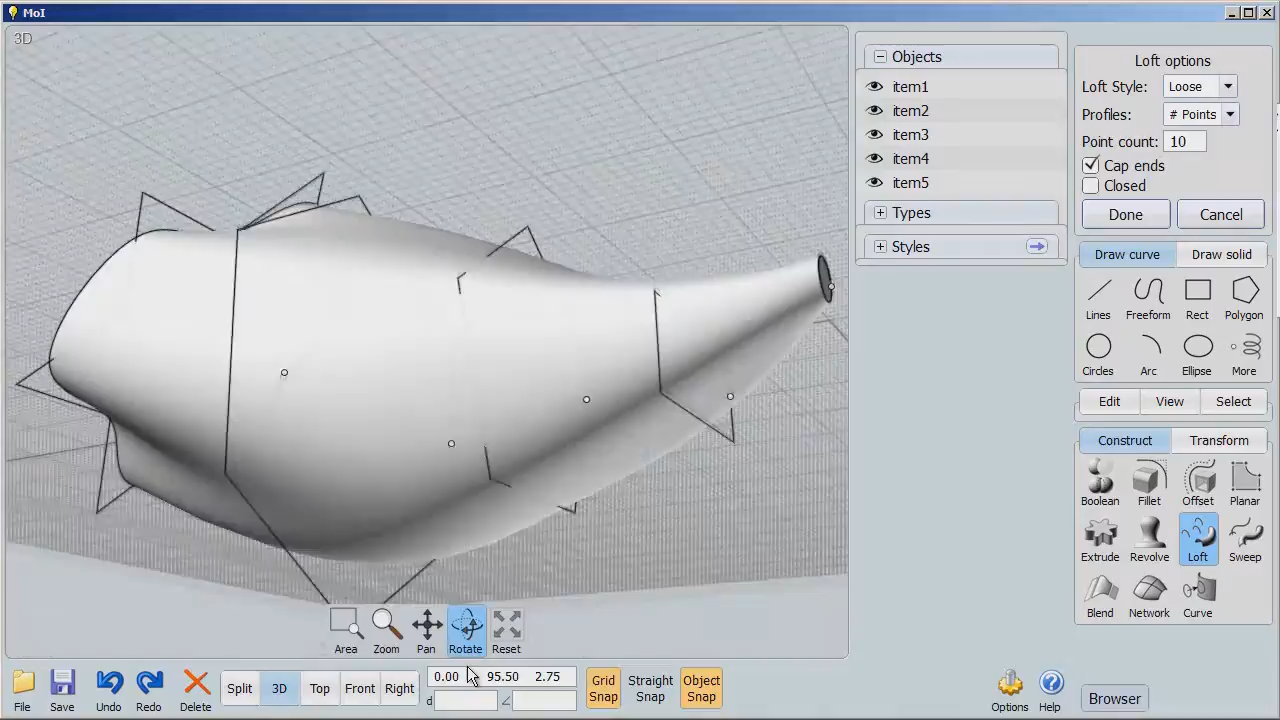 MoI
3D
Objects
item1
item2
item3
item4
item5
Types
Styles
Loft options
Loft Style: Loose
Profiles: # Points
Point count: 10
Cap ends
Closed
Done Cancel
Draw curve Draw solid
Lines Freeform Rect Polygon
Circles Arc Ellipse More
Edit View Select
Construct Transform
Boolean Fillet Offset Planar
Extrude Revolve Loft Sweep
Blend Network Curve
Area Zoom Pan Rotate Reset
File Save Undo Redo Delete
Split 3D Top Front Right
0.00 95.50 2.75
d
Grid Snap
Straight Snap
Object Snap
Options Help
Browser